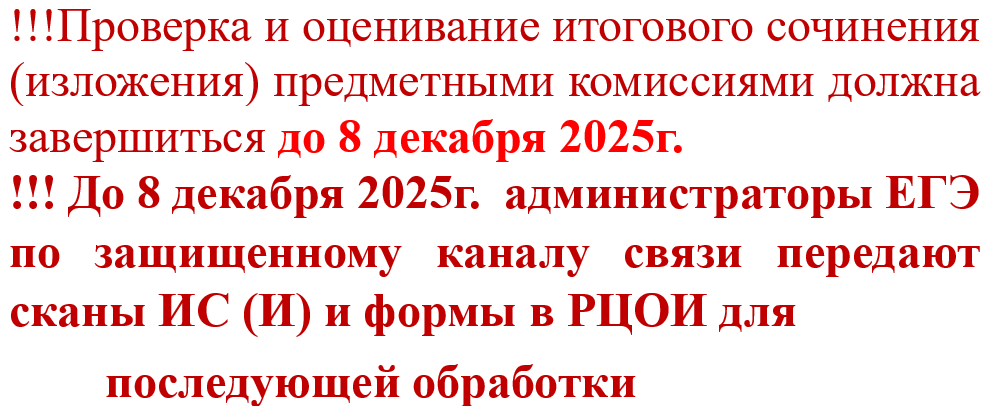 !!!Проверка и оценивание итогового сочинения
(изложения) предметными комиссиями должна
завершиться до 8 декабря 2025г.
!!! До 8 декабря 2025г. администраторы ЕГЭ
по защищенному каналу связи передают
сканы ИС (И) и формы в РЦОИ для
последующей обработки